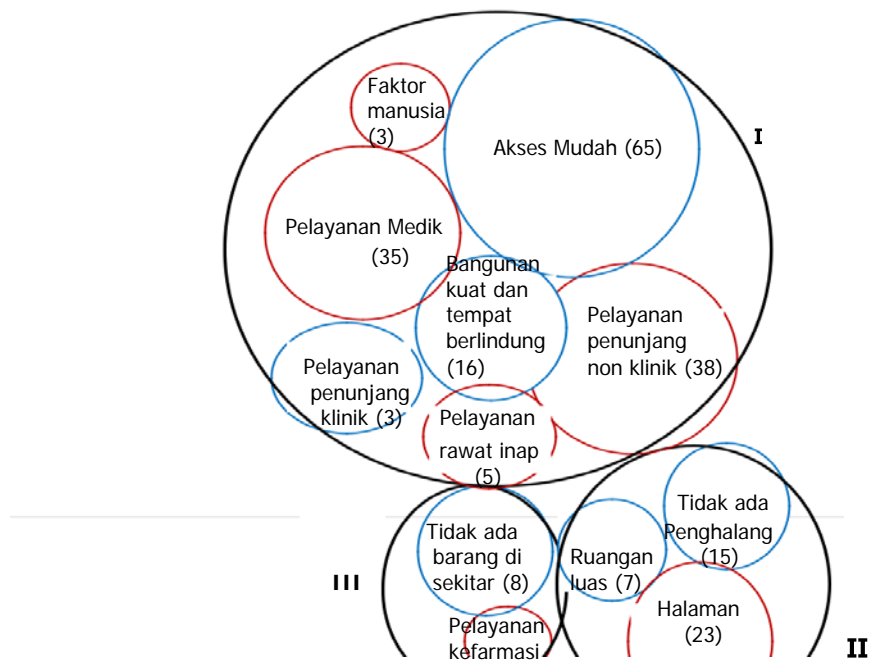 Faktor
manusia
(3)
Akses Mudah (65)
I
Pelayanan Medik
(35)
Bangunan
kuat dan
tempat
berlindung
(16)
Pelayanan
penunjang
non klinik (38)
Pelayanan
penunjang
klinik (3)
Pelayanan
rawat inap
(5)
Tidak ada
barang di
sekitar (8)
III
Pelayanan
kefarmasi
Ruangan
luas (7)
Tidak ada
Penghalang
(15)
Halaman
(23)
II